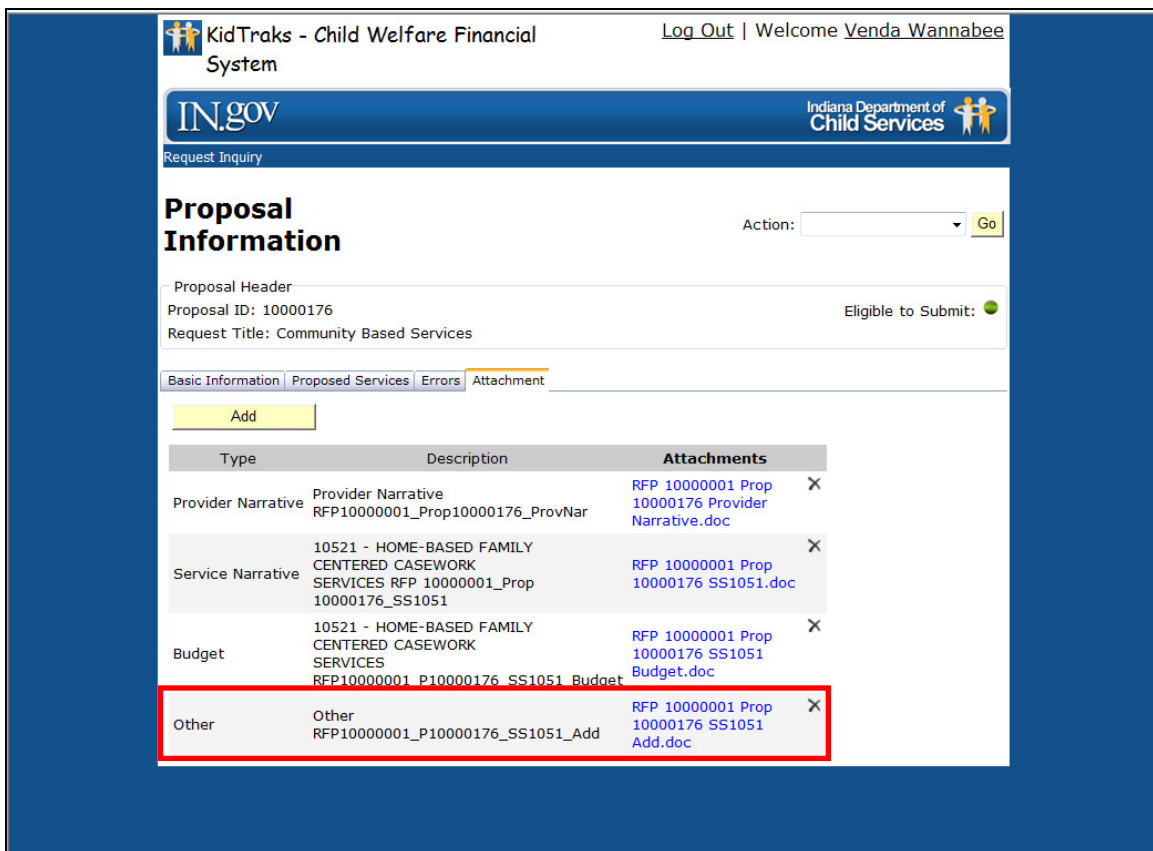 KidTraks - Child Welfare Financial
System
Log Out | Welcome Venda Wannabee
IN.gov
Indiana Department of
Child Services
Request Inquiry
Proposal
Information
Action:
Go
Proposal Header
Proposal ID: 10000176
Eligible to Submit:
Request Title: Community Based Services
Basic Information Proposed Services Errors Attachment
Add
Type Description Attachments
Provider Narrative
Provider Narrative
RFP10000001_Prop10000176_ProvNar
RFP 10000001 Prop
10000176 Provider
Narrative.doc
Service Narrative
10521 - HOME-BASED FAMILY
CENTERED CASEWORK
SERVICES RFP 10000001_Prop
10000176_SS1051
RFP 10000001 Prop
10000176 SS1051.doc
Budget
10521 - HOME-BASED FAMILY
CENTERED CASEWORK
SERVICES
RFP10000001_P10000176_SS1051_Budget
RFP 10000001 Prop
10000176 SS1051
Budget.doc
Other
Other
RFP10000001_P10000176_SS1051_Add
RFP 10000001 Prop
10000176 SS1051
Add.doc